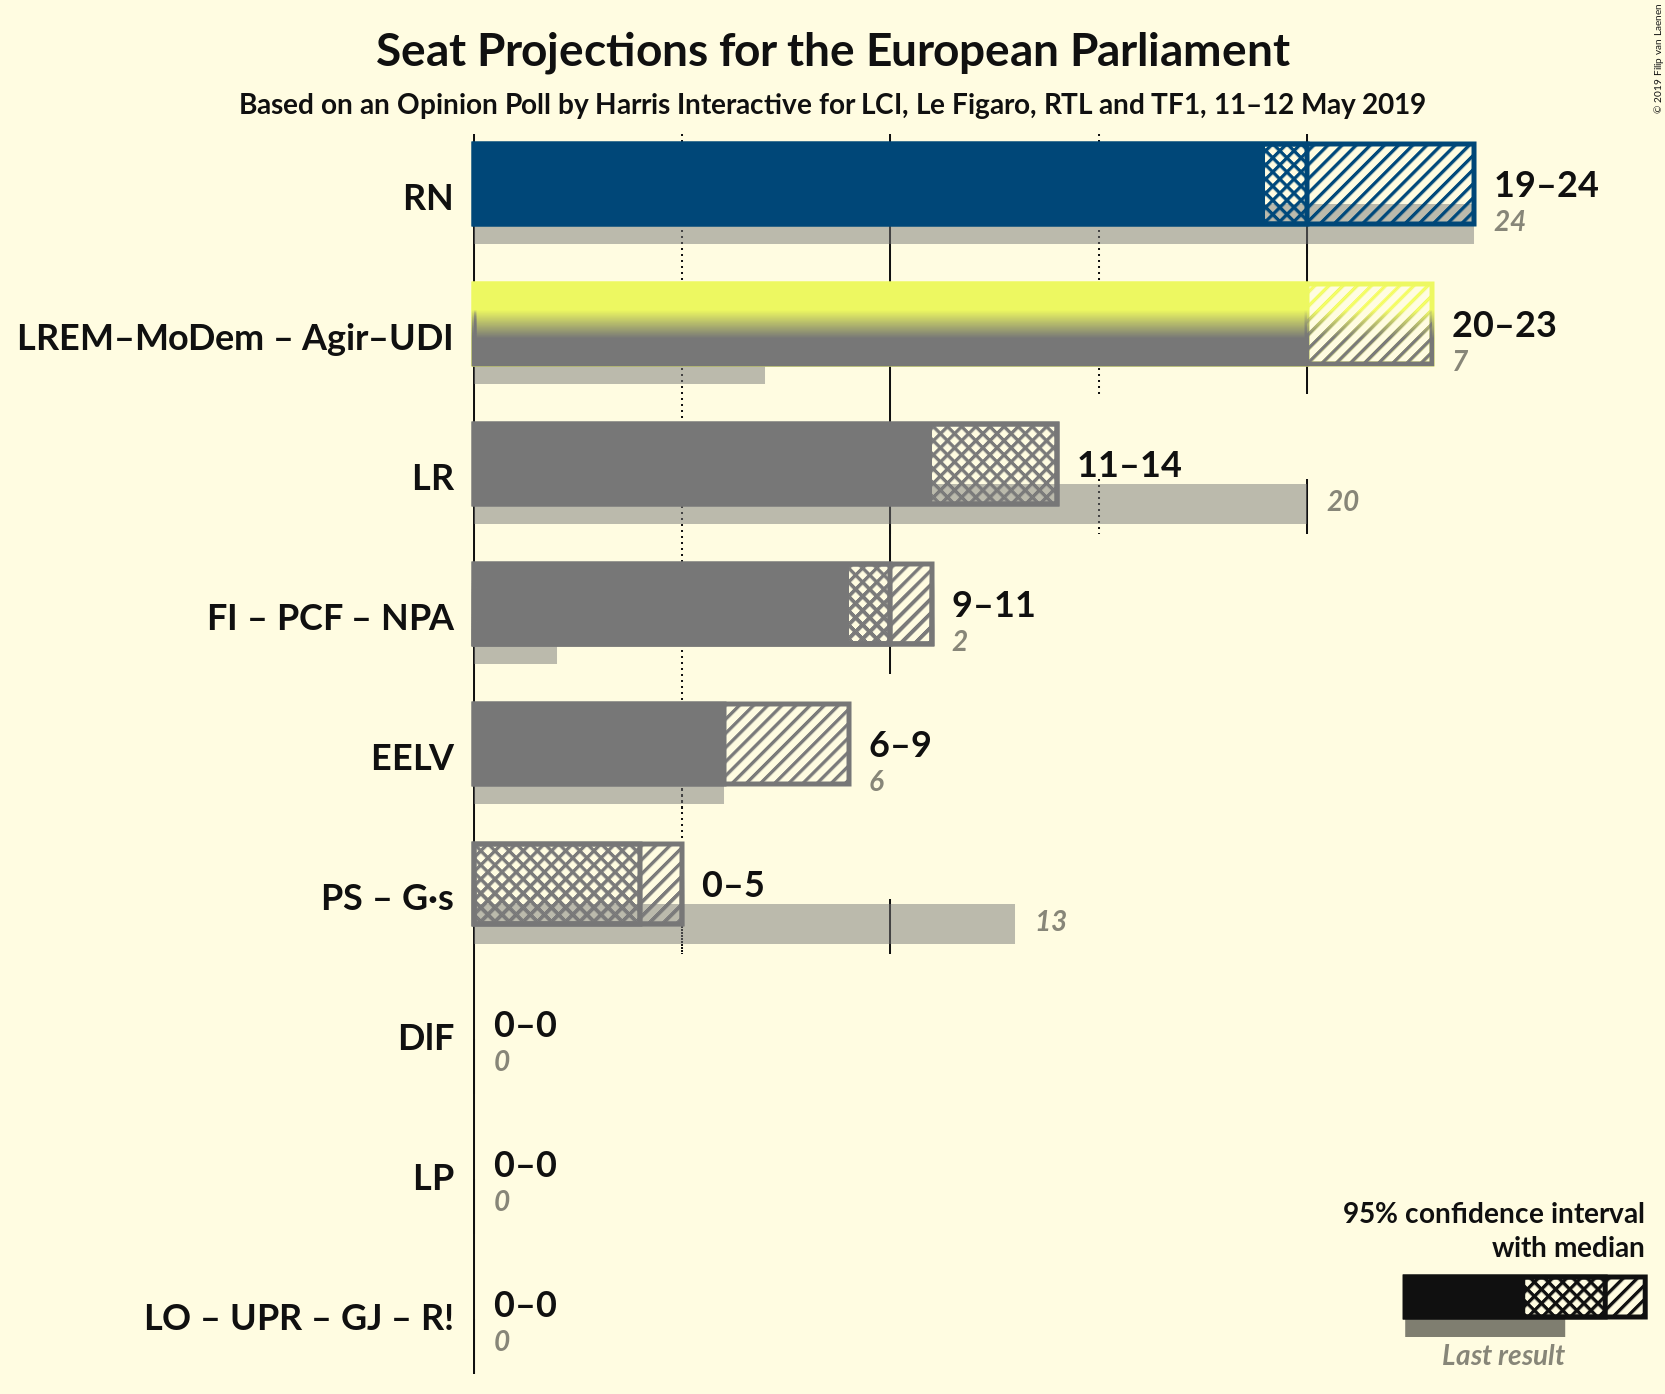 Seat Projections for the European Parliament
Based on an Opinion Poll by Harris Interactive for LCI, Le Figaro, RTL and TF1, 11–12 May 2019
© 2019 Filip van Laenen
RN
19–24
24
LREM–MoDem – Agir–UDI
20–23
7
LR
11–14
20
FI – PCF – NPA
9–11
2
EELV
6–9
6
PS – G·s
0–5
13
DlF
0–0
0
LP
0–0
0
LO – UPR – GJ – R!
0–0
0
95% confidence interval
with median
Last result